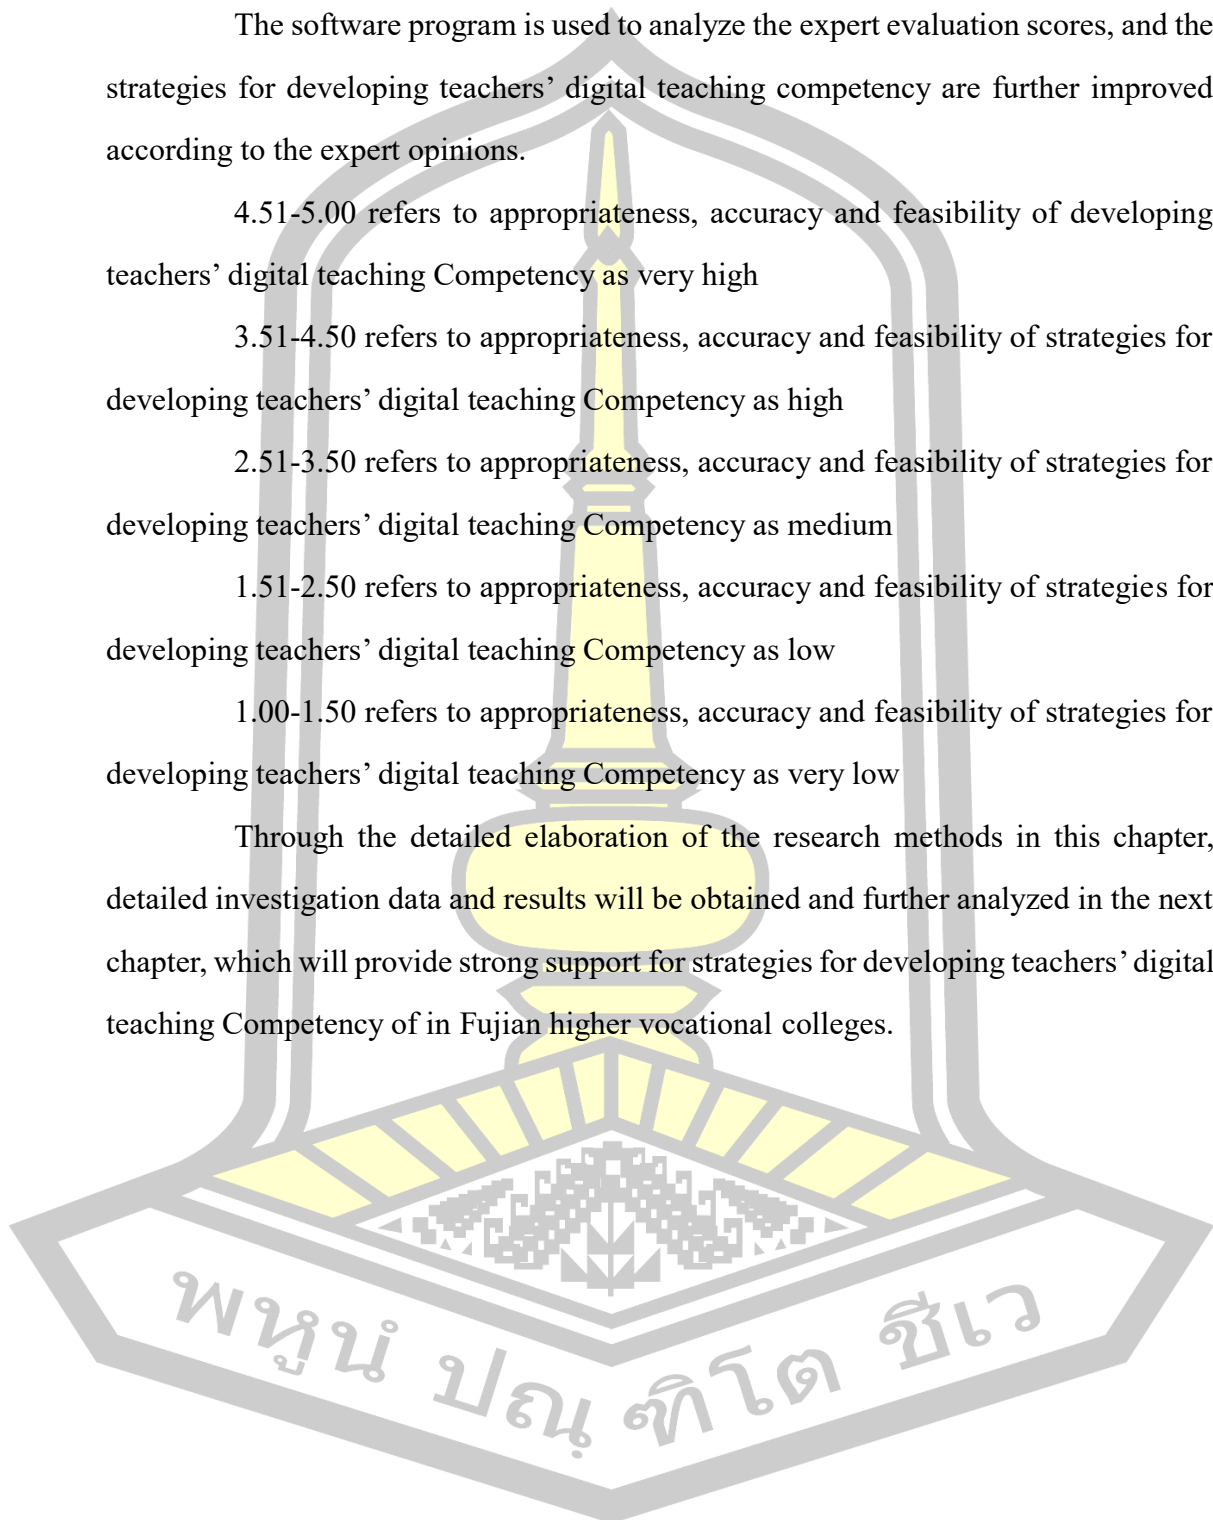 The software program is used to analyze the expert evaluation scores, and the
strategies for developing teachers’ digital teaching competency are further improved
according to the expert opinions.
4.51-5.00 refers to appropriateness, accuracy and feasibility of developing
teachers’ digital teaching Competency as very high
3.51-4.50 refers to appropriateness, accuracy and feasibility of strategies for
developing teachers’ digital teaching Competency as high
2.51-3.50 refers to appropriateness, accuracy and feasibility of strategies for
developing teachers’ digital teaching Competency as medium
1.51-2.50 refers to appropriateness, accuracy and feasibility of strategies for
developing teachers’ digital teaching Competency as low
1.00-1.50 refers to appropriateness, accuracy and feasibility of strategies for
developing teachers’ digital teaching Competency as very low
Through the detailed elaboration of the research methods in this chapter,
detailed investigation data and results will be obtained and further analyzed in the next
chapter, which will provide strong support for strategies for developing teachers’ digital
teaching Competency of in Fujian higher vocational colleges.
พหูนํ ปณฺ ฑิโต ชีเว